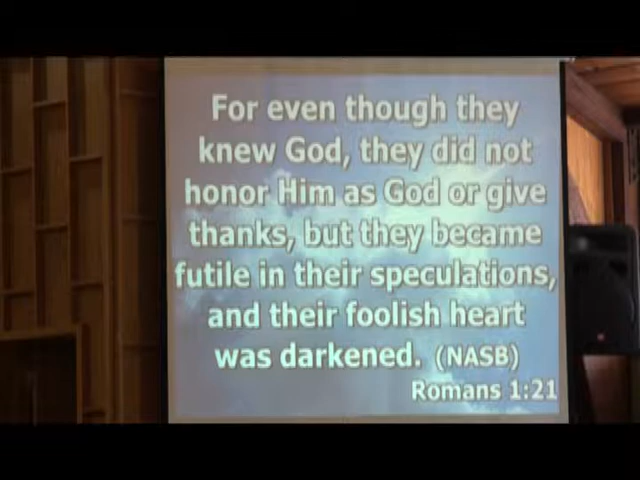 For even though they
knew God, they did not
honor Him as God or give
thanks, but they became
futile in their speculations,
and their foolish heart
was darkened. (NASB)
Romans 1:21